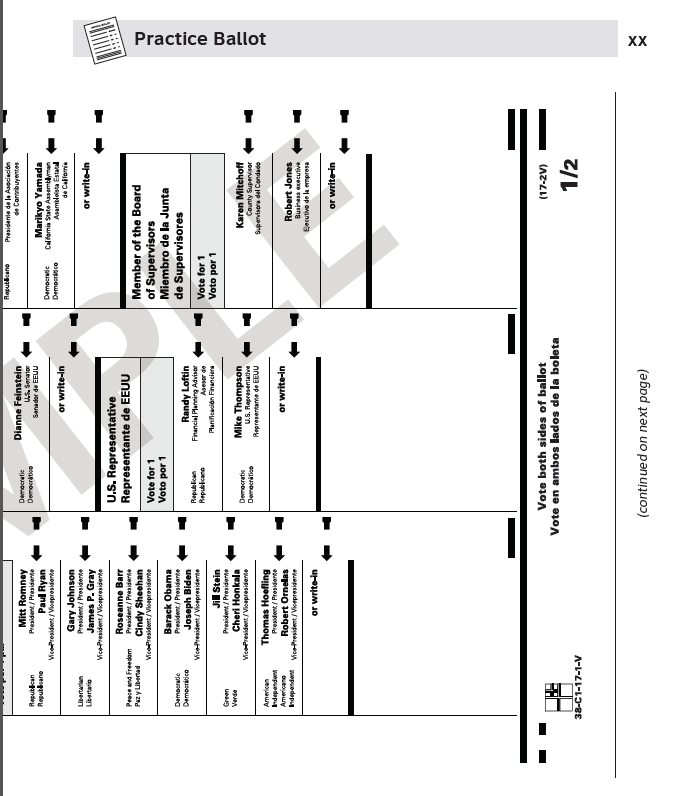 Practice Ballot
xx
Mitt Romney
Republican President / Presidente
Republicano Paul Ryan
Vice-President / Vicepresidente
Gary Johnson
Libertarian President / Presidente
Libertario James P. Gray
Vice-President / Vicepresidente
Roseanne Barr
Peace and Freedom President / Presidente
Paz y Libertad Cindy Sheehan
Vice-President / Vicepresidente
Barack Obama
Democratic President / Presidente
Democrático Joseph Biden
Vice-President / Vicepresidente
Jill Stein
Green President / Presidente
Verde Cheri Honkala
Vice-President / Vicepresidente
Thomas Hoefling
American President / Presidente
Independent
Americano Robert Ornelas
Independent Vice-President / Vicepresidente
or write-in
Dianne Feinstein
Democratic U.S. Senator
Democrático Senador de EEUU
or write-in
U.S. Representative
Representante de EEUU
Vote for 1
Voto por 1
Randy Loftin
Republican Financial Planning Advisor
Republicano Asesor de
Planificación Financiera
Mike Thompson
Democratic U.S. Representative
Democrático Representante de EEUU
or write-in
Republicano Presidente de la Asociación
de Contribuyentes
Marikyo Yamada
Democratic California State Assemblyman
Democrático Asambleista Estatal
de California
or write-in
Member of the Board
of Supervisors
Miembro de la Junta
de Supervisores
Vote for 1
Voto por 1
Karen Mitchoff
County Supervisor
Supervisora del Condado
Robert Jones
Business executive
Ejecutivo de la empresa
or write-in
38-C1-17-1-V
Vote both sides of ballot
Vote en ambos lados de la boleta
(17-2V)
1/2
(continued on next page)